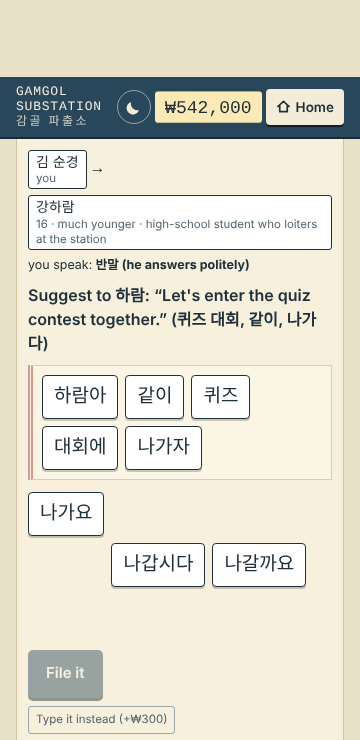 GAMGOL
SUBSTATION
감골 파출소
₩542,000
Home
김 순경
you
→
강하람
16 · much younger · high-school student who loiters
at the station
you speak: 반말 (he answers politely)
Suggest to 하람: “Let's enter the quiz
contest together.” (퀴즈 대회, 같이, 나가
다)
하람아 같이 퀴즈
대회에 나가자
나가요
나갑시다 나갈까요
File it
Type it instead (+₩300)